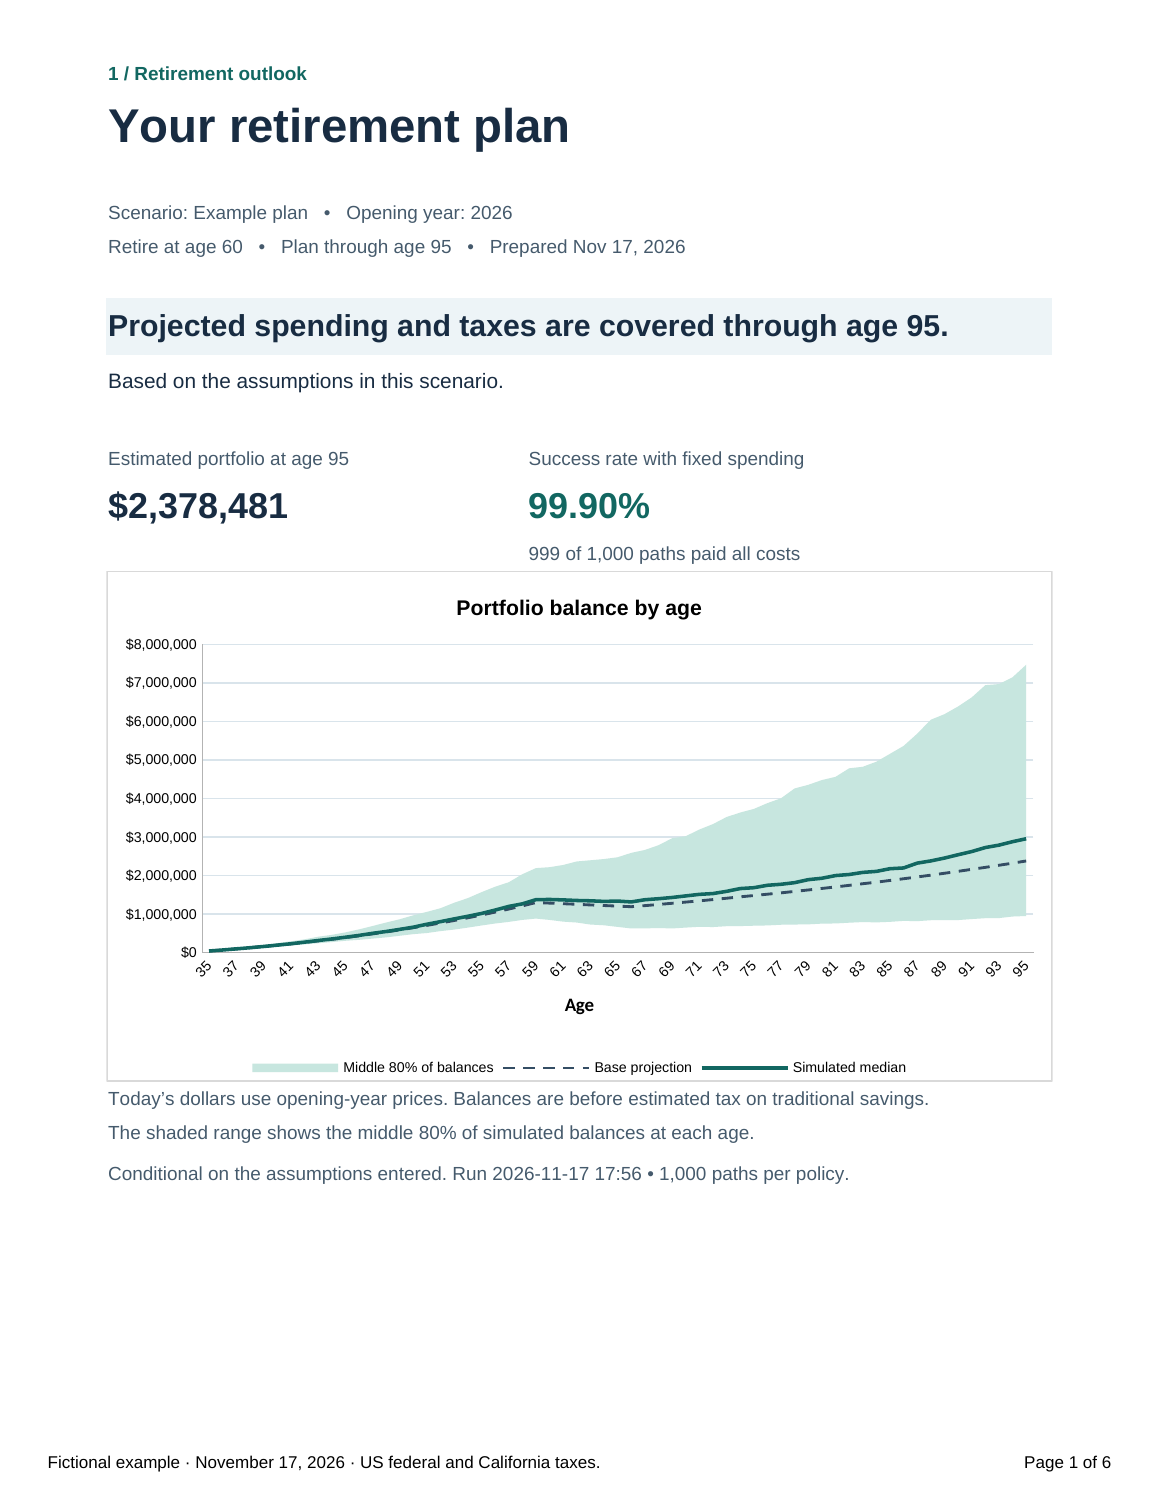 1 / Retirement outlook
Your retirement plan
Scenario: Example plan • Opening year: 2026
Retire at age 60 • Plan through age 95 • Prepared Nov 17, 2026
Projected spending and taxes are covered through age 95.
Based on the assumptions in this scenario.
Estimated portfolio at age 95
$2,378,481
Success rate with fixed spending
99.90%
999 of 1,000 paths paid all costs
Portfolio balance by age
$8,000,000
$7,000,000
$6,000,000
$5,000,000
$4,000,000
$3,000,000
$2,000,000
$1,000,000
$0
35 37 39 41 43 45 47 49 51 53 55 57 59 61 63 65 67 69 71 73 75 77 79 81 83 85 87 89 91 93 95
Age
Middle 80% of balances Base projection Simulated median
Today’s dollars use opening-year prices. Balances are before estimated tax on traditional savings.
The shaded range shows the middle 80% of simulated balances at each age.
Conditional on the assumptions entered. Run 2026-11-17 17:56 • 1,000 paths per policy.
Fictional example · November 17, 2026 · US federal and California taxes.
Page 1 of 6